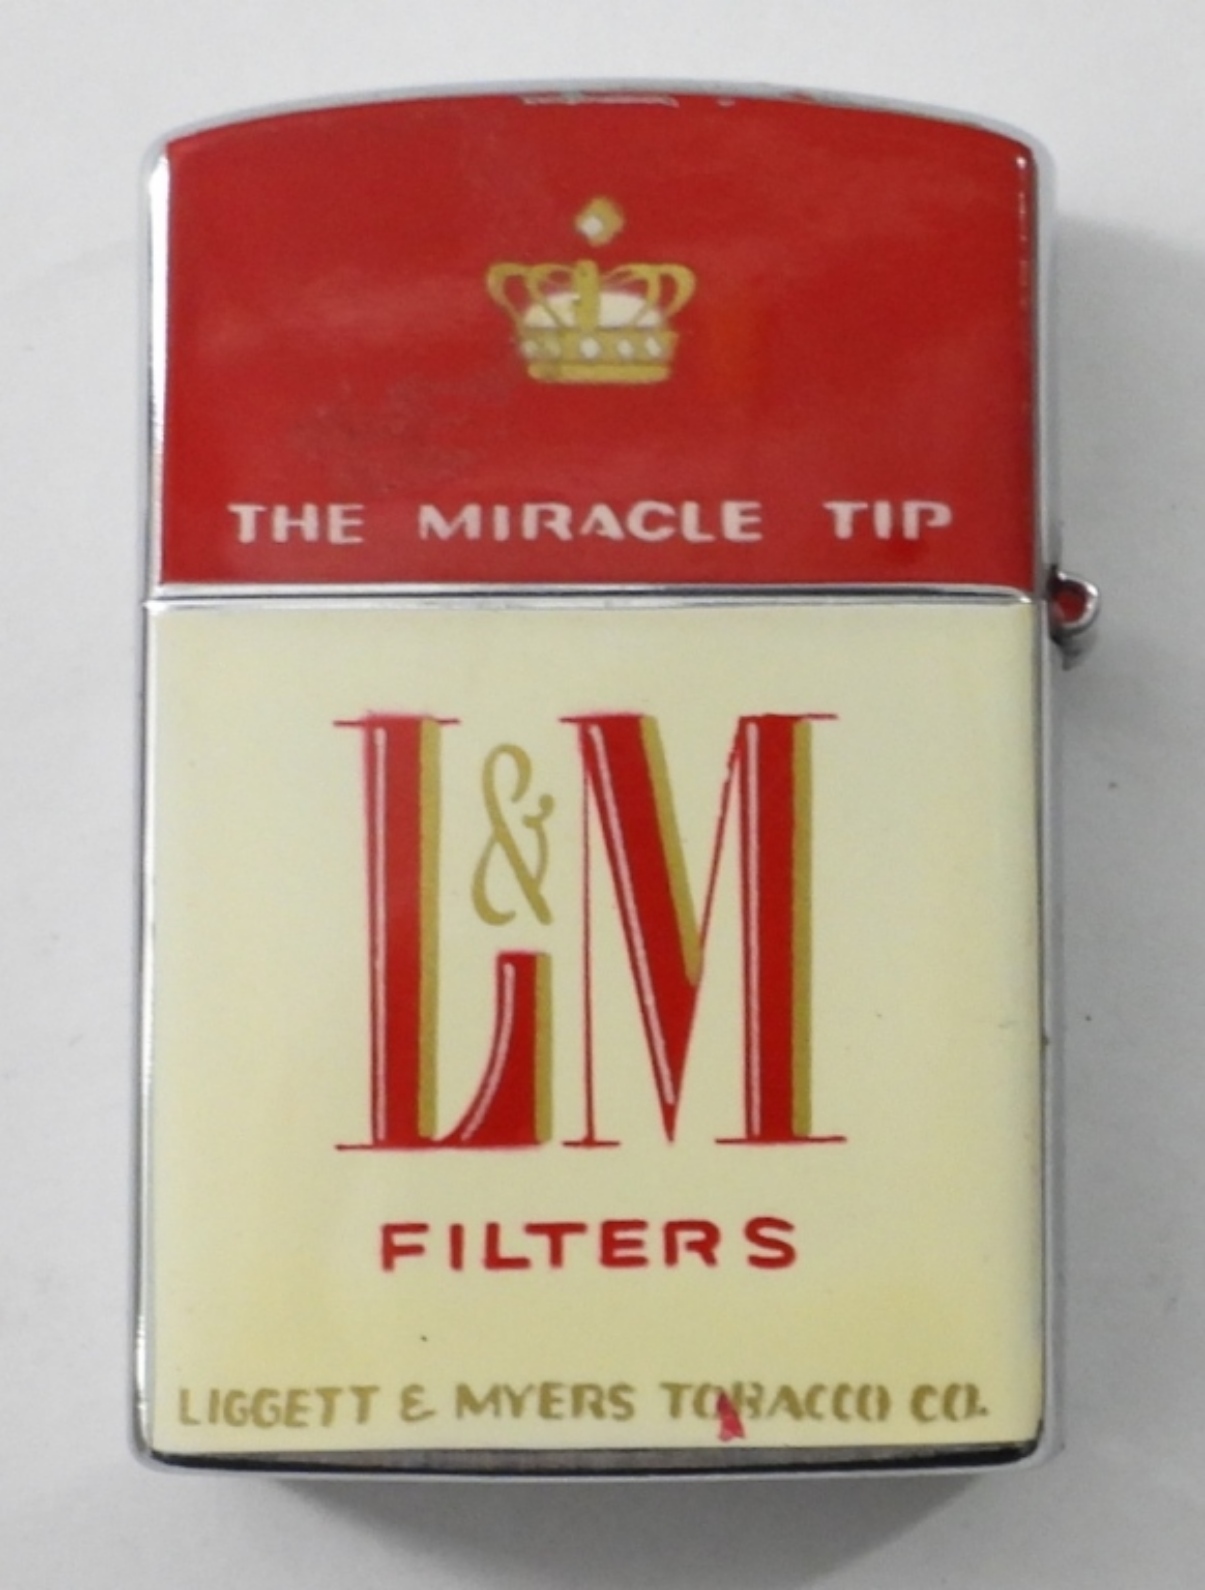 THE MIRACLE TIP
L&M
FILTERS
LIGGETT & MYERS TOBACCO CO.